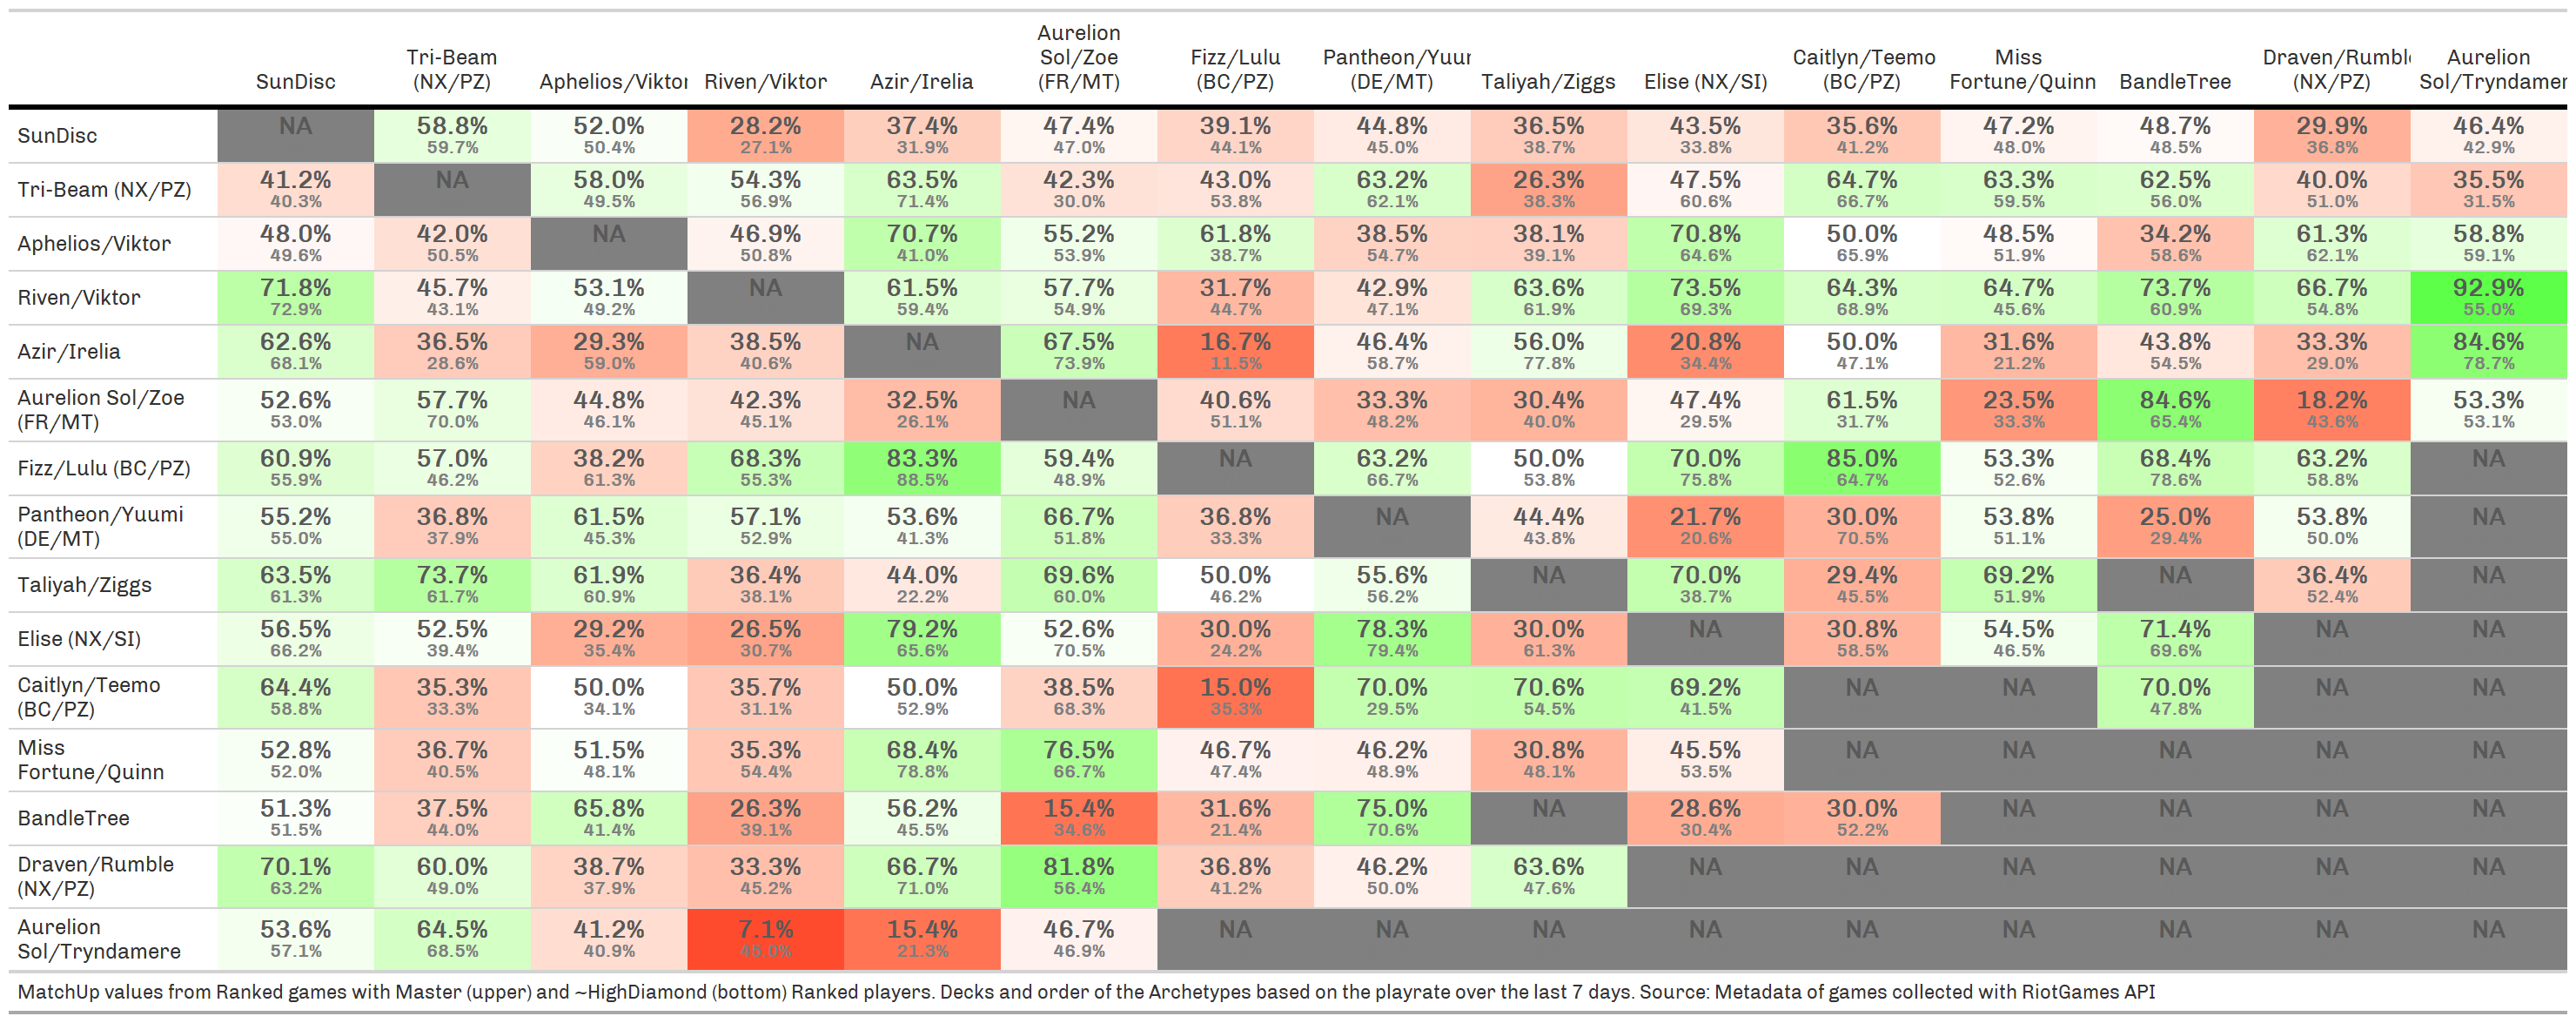 SunDisc Tri-Beam (NX/PZ) Aphelios/Viktor Riven/Viktor Azir/Irelia Aurelion Sol/Zoe (FR/MT) Fizz/Lulu (BC/PZ) Pantheon/Yuur (DE/MT) Taliyah/Ziggs Elise (NX/SI) Caitlyn/Teemo (BC/PZ) Miss Fortune/Quinn BandleTree Draven/Rumbl (NX/PZ) Aurelion Sol/Tryndamer
SunDisc NA 58.8% 52.0% 28.2% 37.4% 47.4% 39.1% 44.8% 36.5% 43.5% 35.6% 47.2% 48.7% 29.9% 46.4%
59.7% 50.4% 27.1% 31.9% 47.0% 44.1% 45.0% 38.7% 33.8% 41.2% 48.0% 48.5% 36.8% 42.9%
Tri-Beam (NX/PZ) 41.2% NA 58.0% 54.3% 63.5% 42.3% 43.0% 63.2% 26.3% 47.5% 64.7% 63.3% 62.5% 40.0% 35.5%
40.3% 49.5% 56.9% 71.4% 30.0% 53.8% 62.1% 38.3% 60.6% 66.7% 59.5% 56.0% 51.0% 31.5%
Aphelios/Viktor 48.0% 42.0% NA 46.9% 70.7% 55.2% 61.8% 38.5% 38.1% 70.8% 50.0% 48.5% 34.2% 61.3% 58.8%
49.6% 50.5% 50.8% 41.0% 53.9% 38.7% 54.7% 39.1% 64.6% 65.9% 51.9% 58.6% 62.1% 59.1%
Riven/Viktor 71.8% 45.7% 53.1% NA 61.5% 57.7% 31.7% 42.9% 63.6% 73.5% 64.3% 64.7% 73.7% 66.7% 92.9%
72.9% 43.1% 49.2% 59.4% 54.9% 44.7% 47.1% 61.9% 69.3% 68.9% 45.6% 60.9% 54.8% 55.0%
Azir/Irelia 62.6% 36.5% 29.3% 38.5% NA 67.5% 16.7% 46.4% 56.0% 20.8% 50.0% 31.6% 43.8% 33.3% 84.6%
68.1% 28.6% 59.0% 40.6% 73.9% 11.5% 58.7% 77.8% 34.4% 47.1% 21.2% 54.5% 29.0% 78.7%
Aurelion Sol/Zoe 52.6% 57.7% 44.8% 42.3% 32.5% NA 40.6% 33.3% 30.4% 47.4% 61.5% 23.5% 84.6% 18.2% 53.3%
(FR/MT) 53.0% 70.0% 46.1% 45.1% 26.1% 51.1% 48.2% 40.0% 29.5% 31.7% 33.3% 65.4% 43.6% 53.1%
Fizz/Lulu (BC/PZ) 60.9% 57.0% 38.2% 68.3% 83.3% 59.4% NA 63.2% 50.0% 70.0% 85.0% 53.3% 68.4% 63.2% NA
55.9% 46.2% 61.3% 55.3% 88.5% 48.9% 66.7% 53.8% 75.8% 64.7% 52.6% 78.6% 58.8%
Pantheon/Yuumi 55.2% 36.8% 61.5% 57.1% 53.6% 66.7% 36.8% NA 44.4% 21.7% 30.0% 53.8% 25.0% 53.8% NA
(DE/MT) 55.0% 37.9% 45.3% 52.9% 41.3% 51.8% 33.3% 43.8% 20.6% 70.5% 51.1% 29.4% 50.0%
Taliyah/Ziggs 63.5% 73.7% 61.9% 36.4% 44.0% 69.6% 50.0% 55.6% NA 70.0% 29.4% 69.2% NA 36.4% NA
61.3% 61.7% 60.9% 38.1% 22.2% 60.0% 46.2% 56.2% 38.7% 45.5% 51.9% 52.4%
Elise (NX/SI) 56.5% 52.5% 29.2% 26.5% 79.2% 52.6% 30.0% 78.3% 30.0% NA 30.8% 54.5% 71.4% NA NA
66.2% 39.4% 35.4% 30.7% 65.6% 70.5% 24.2% 79.4% 61.3% 58.5% 46.5% 69.6%
Caitlyn/Teemo 64.4% 35.3% 50.0% 35.7% 50.0% 38.5% 15.0% 70.0% 70.6% 69.2% NA NA 70.0% NA NA
(BC/PZ) 58.8% 33.3% 34.1% 31.1% 52.9% 68.3% 35.3% 29.5% 54.5% 41.5% 47.8%
Miss 52.8% 36.7% 51.5% 35.3% 68.4% 76.5% 46.7% 46.2% 30.8% 45.5% NA NA NA NA NA
Fortune/Quinn 52.0% 40.5% 48.1% 54.4% 78.8% 66.7% 47.4% 48.9% 48.1% 53.5%
BandleTree 51.3% 37.5% 65.8% 26.3% 56.2% 15.4% 31.6% 75.0% NA 28.6% 30.0% NA NA NA NA
51.5% 44.0% 41.4% 39.1% 45.5% 34.6% 21.4% 70.6% 30.4% 52.2%
Draven/Rumble 70.1% 60.0% 38.7% 33.3% 66.7% 81.8% 36.8% 46.2% 63.6% NA NA NA NA NA NA
(NX/PZ) 63.2% 49.0% 37.9% 45.2% 71.0% 56.4% 41.2% 50.0% 47.6%
Aurelion 53.6% 64.5% 41.2% 7.1% 15.4% 46.7% NA NA NA NA NA NA NA NA NA
Sol/Tryndamere 57.1% 68.5% 40.9% 45.0% 21.3% 46.9%
MatchUp values from Ranked games with Master (upper) and ~HighDiamond (bottom) Ranked players. Decks and order of the Archetypes based on the playrate over the last 7 days. Source: Metadata of games collected with RiotGames API